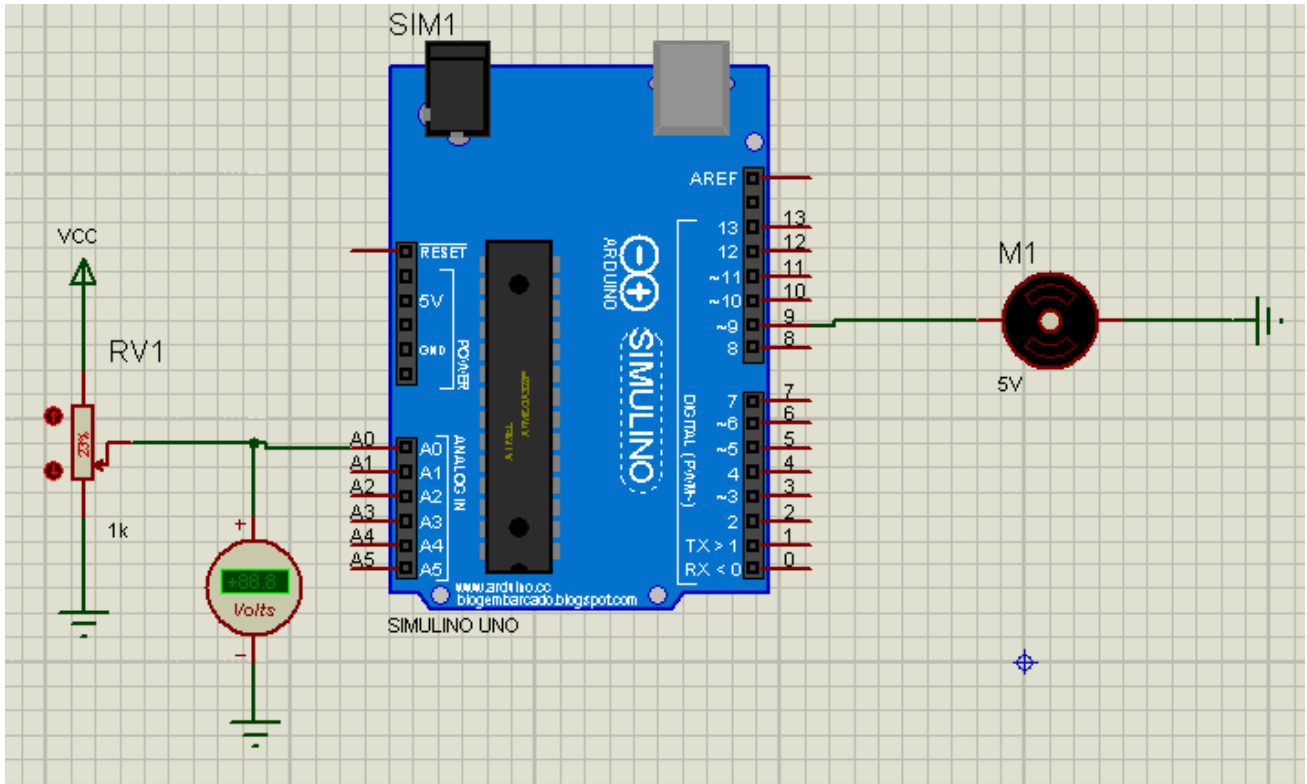 SIM1
VCC
RV1
23%
1k
+88.8
Volts
RESET
5V
GND
POWER
A0
A1
A2
A3
A4
A5
A0
A1
A2
A3
A4
A5
ANALOG IN
ARDUINO
SIMULINO
AREF
13
12
~11
~10
~9
8
13
12
11
10
9
8
DIGITAL (PWM~)
7
~6
~5
4
~3
2
TX > 1
RX < 0
7
6
5
4
3
2
1
0
www.arduino.cc
blogembarcado.blogspot.com
SIMULINO UNO
M1
5V